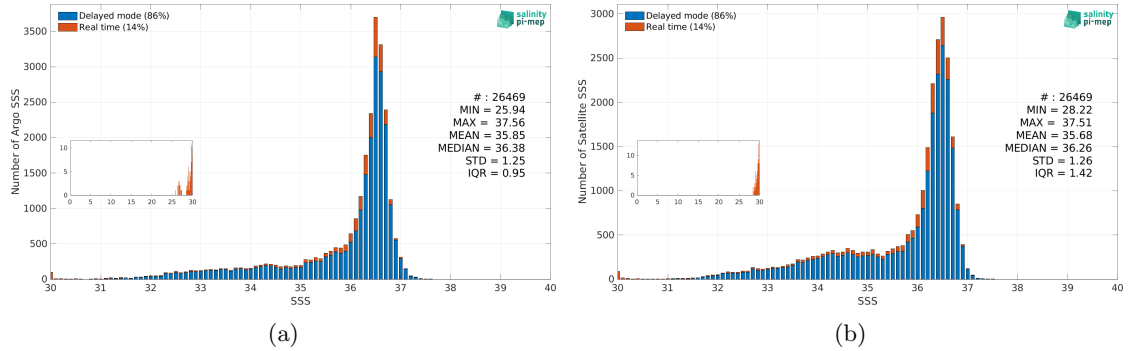 Delayed mode (86%)
Real time (14%)
salinity
pi-mep
Number of Argo SSS
3500
3000
2500
2000
1500
1000
500
0
# : 26469
MIN = 25.94
MAX = 37.56
MEAN = 35.85
MEDIAN = 36.38
STD = 1.25
IQR = 0.95
10
5
0
0 5 10 15 20 25 30
30 31 32 33 34 35 36 37 38 39 40
SSS
(a)
Delayed mode (86%)
Real time (14%)
salinity
pi-mep
Number of Satellite SSS
3000
2500
2000
1500
1000
500
0
# : 26469
MIN = 28.22
MAX = 37.51
MEAN = 35.68
MEDIAN = 36.26
STD = 1.26
IQR = 1.42
10
5
0
0 5 10 15 20 25 30
30 31 32 33 34 35 36 37 38 39 40
SSS
(b)